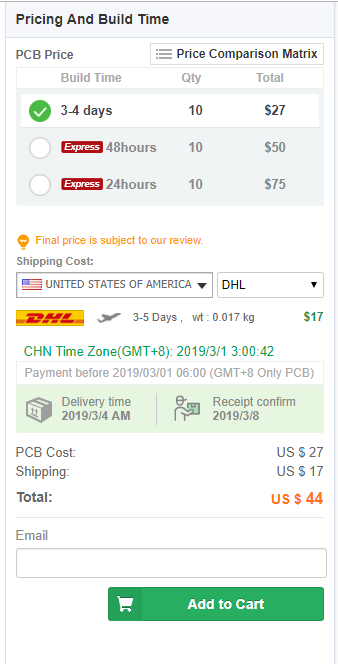 Pricing And Build Time
PCB Price
Price Comparison Matrix
Build Time Qty Total
3-4 days 10 $27
Express 48hours 10 $50
Express 24hours 10 $75
Final price is subject to our review.
Shipping Cost:
UNITED STATES OF AMERICA DHL
DHL 3-5 Days , wt : 0.017 kg $17
CHN Time Zone(GMT+8): 2019/3/1 3:00:42
Payment before 2019/03/01 06:00 (GMT+8 Only PCB)
Delivery time
2019/3/4 AM
Receipt confirm
2019/3/8
PCB Cost: US $ 27
Shipping: US $ 17
Total: US $ 44
Email
Add to Cart